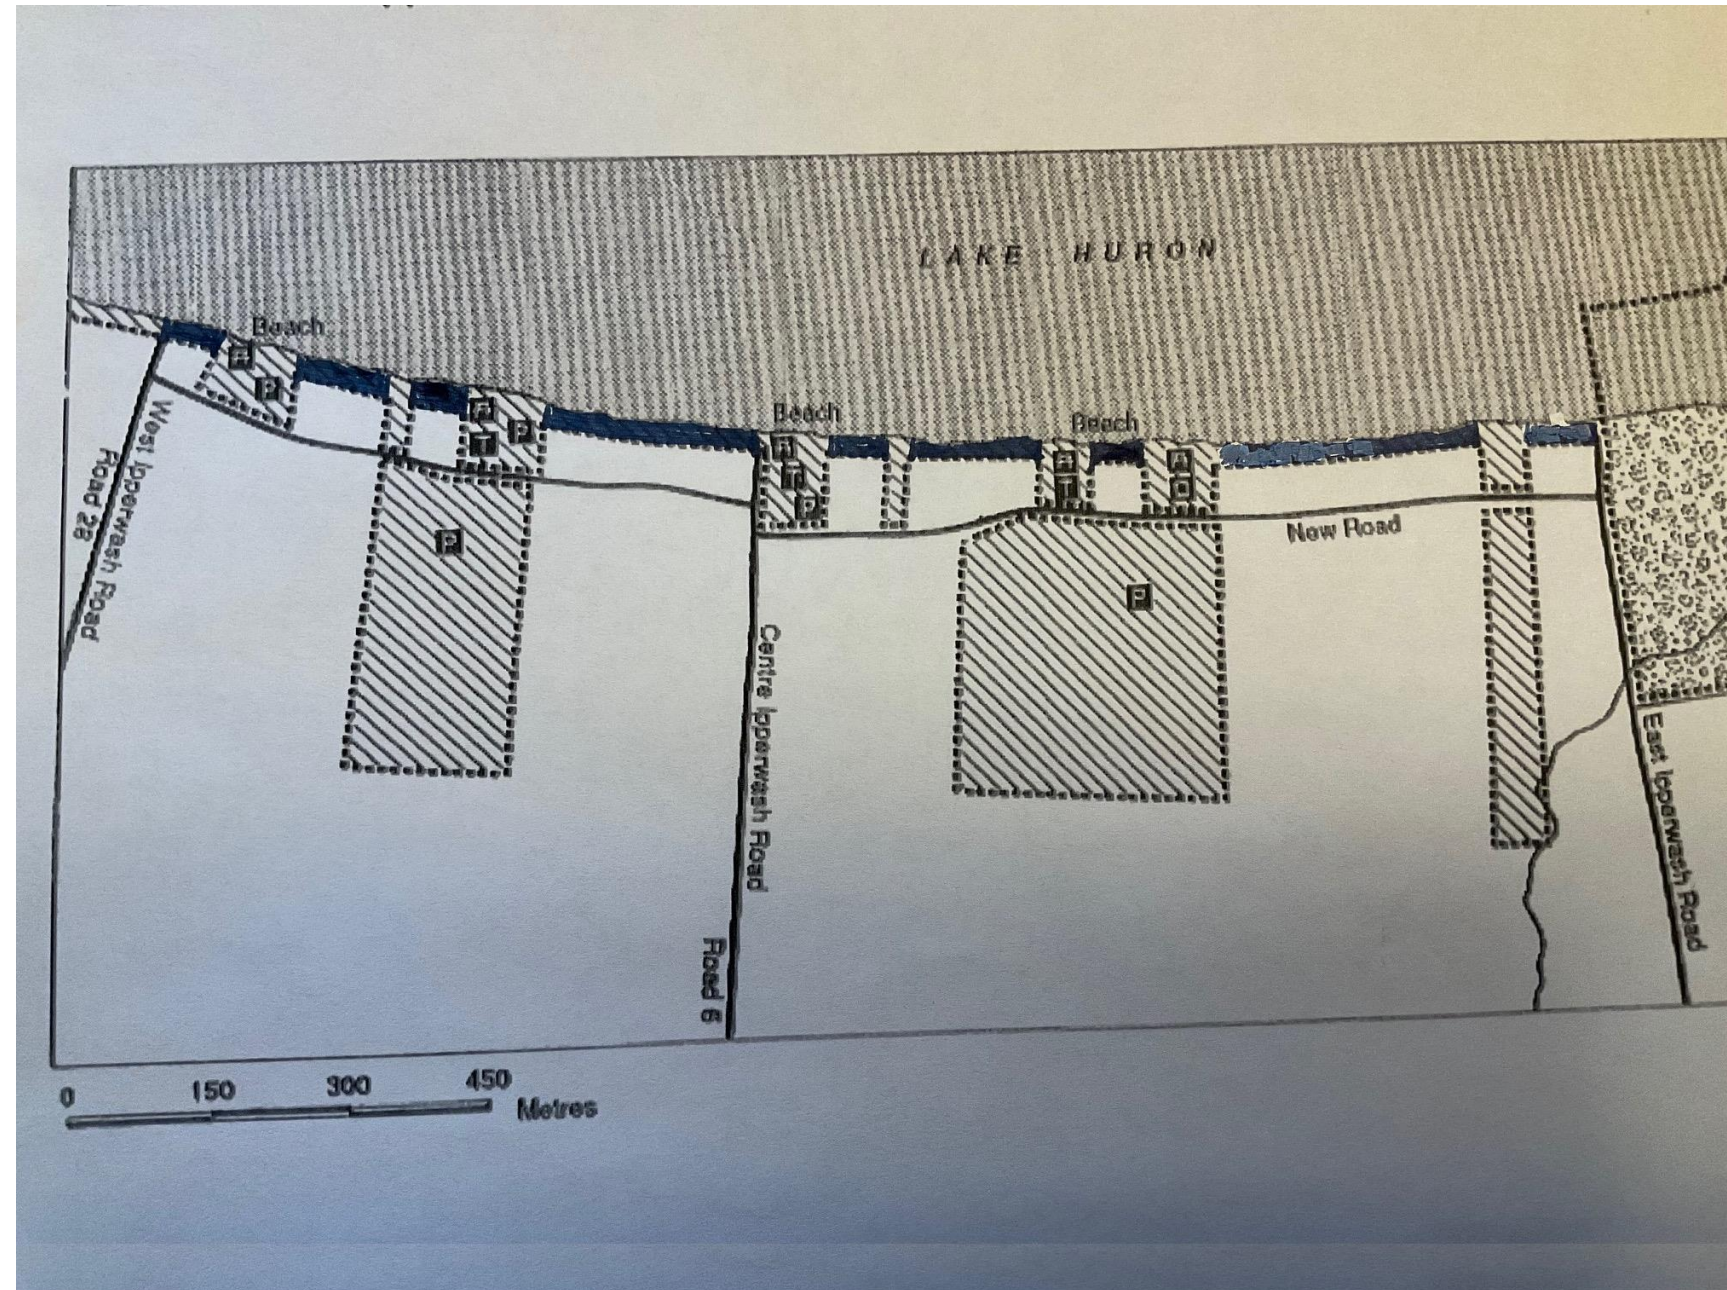 LAKE HURON
Beach
Beach
Beach
P
T
P
T
P
T
P
P
New Road
West Ipperwash Road
Road 28
Centre Ipperwash Road
Road 6
East Ipperwash Road
0 150 300 450
Metres